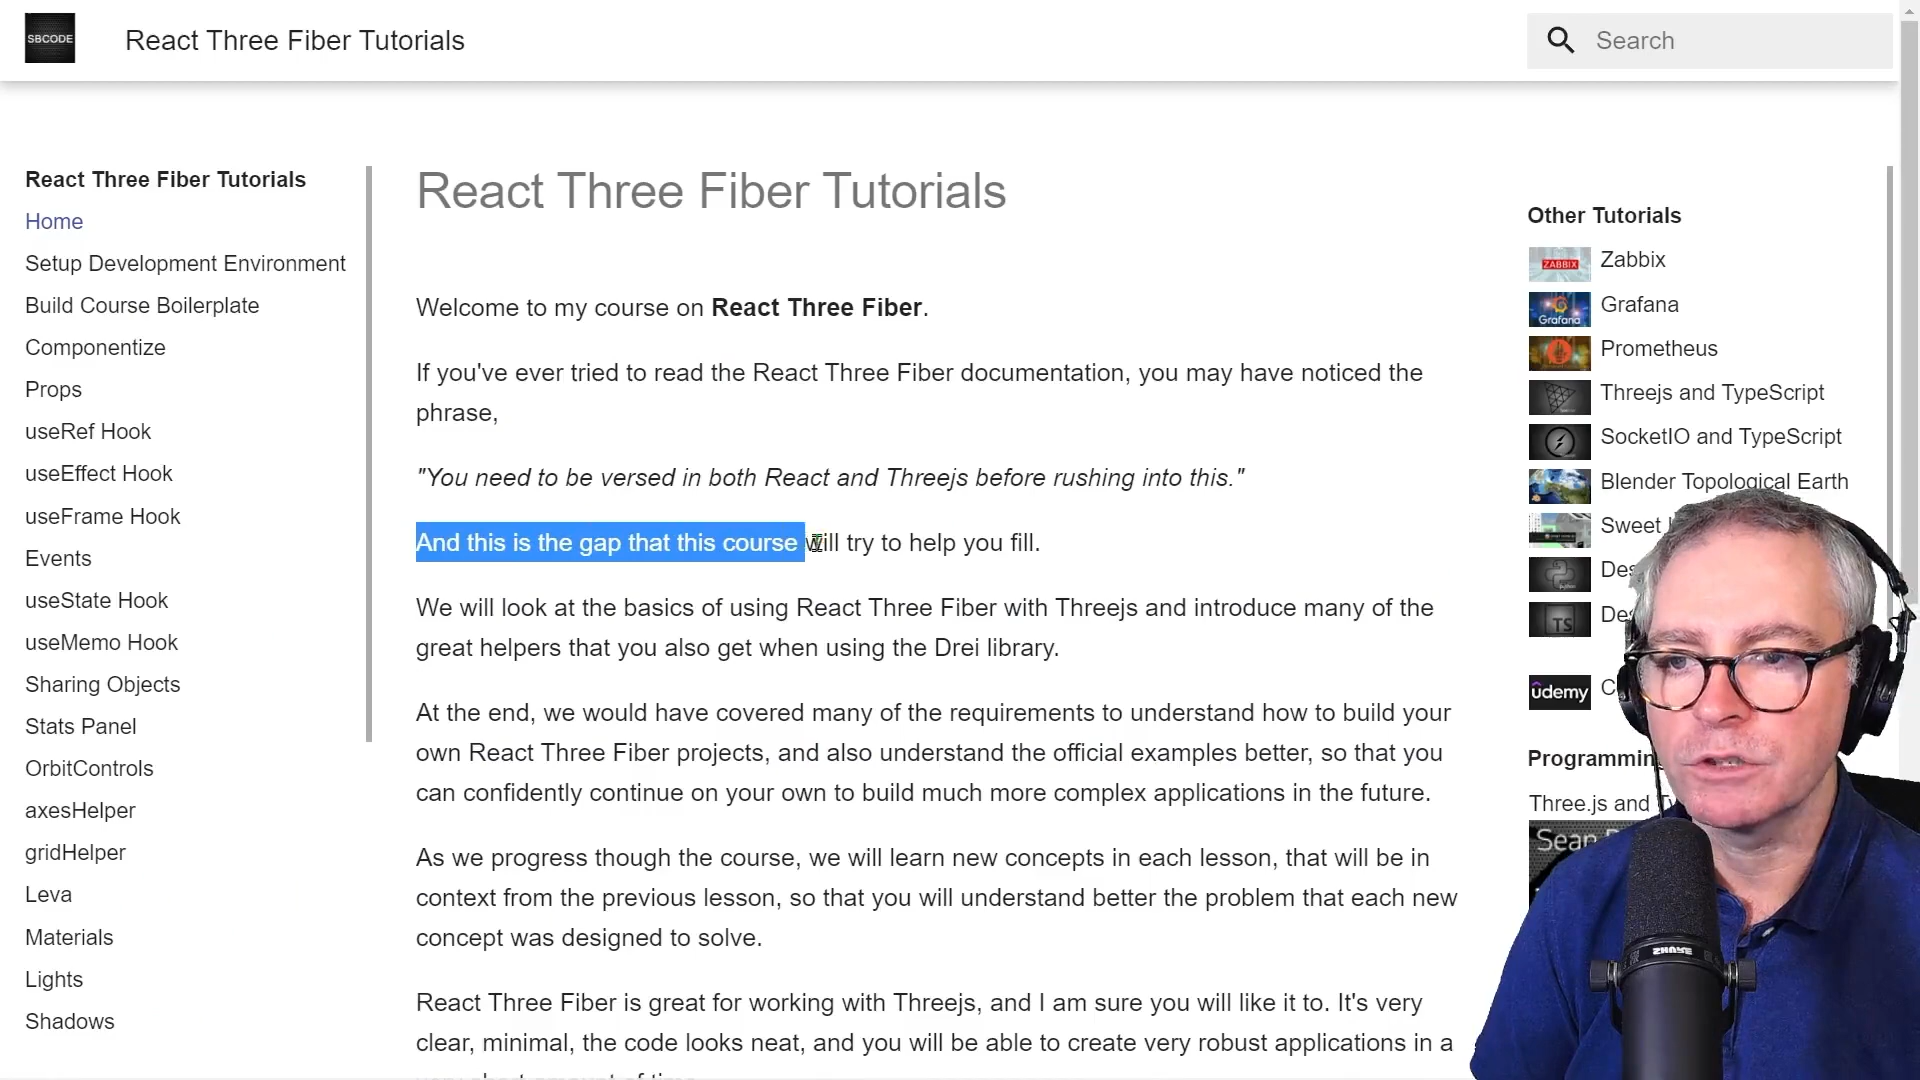 SBCODE
React Three Fiber Tutorials
Search
React Three Fiber Tutorials
Home
Setup Development Environment
Build Course Boilerplate
Componentize
Props
useRef Hook
useEffect Hook
useFrame Hook
Events
useState Hook
useMemo Hook
Sharing Objects
Stats Panel
OrbitControls
axesHelper
gridHelper
Leva
Materials
Lights
Shadows
React Three Fiber Tutorials
Welcome to my course on React Three Fiber.
If you've ever tried to read the React Three Fiber documentation, you may have noticed the
phrase,
"You need to be versed in both React and Threejs before rushing into this."
And this is the gap that this course will try to help you fill.
We will look at the basics of using React Three Fiber with Threejs and introduce many of the
great helpers that you also get when using the Drei library.
At the end, we would have covered many of the requirements to understand how to build your
own React Three Fiber projects, and also understand the official examples better, so that you
can confidently continue on your own to build much more complex applications in the future.
As we progress though the course, we will learn new concepts in each lesson, that will be in
context from the previous lesson, so that you will understand better the problem that each new
concept was designed to solve.
React Three Fiber is great for working with Threejs, and I am sure you will like it to. It's very
clear, minimal, the code looks neat, and you will be able to create very robust applications in a
Other Tutorials
ZABBIX Zabbix
Grafana Grafana
Prometheus
Threejs and TypeScript
SocketIO and TypeScript
Blender Topological Earth
Sweet
Des
TS Des
udemy C
Programming
Three.js and Ty
Sean
SHURE